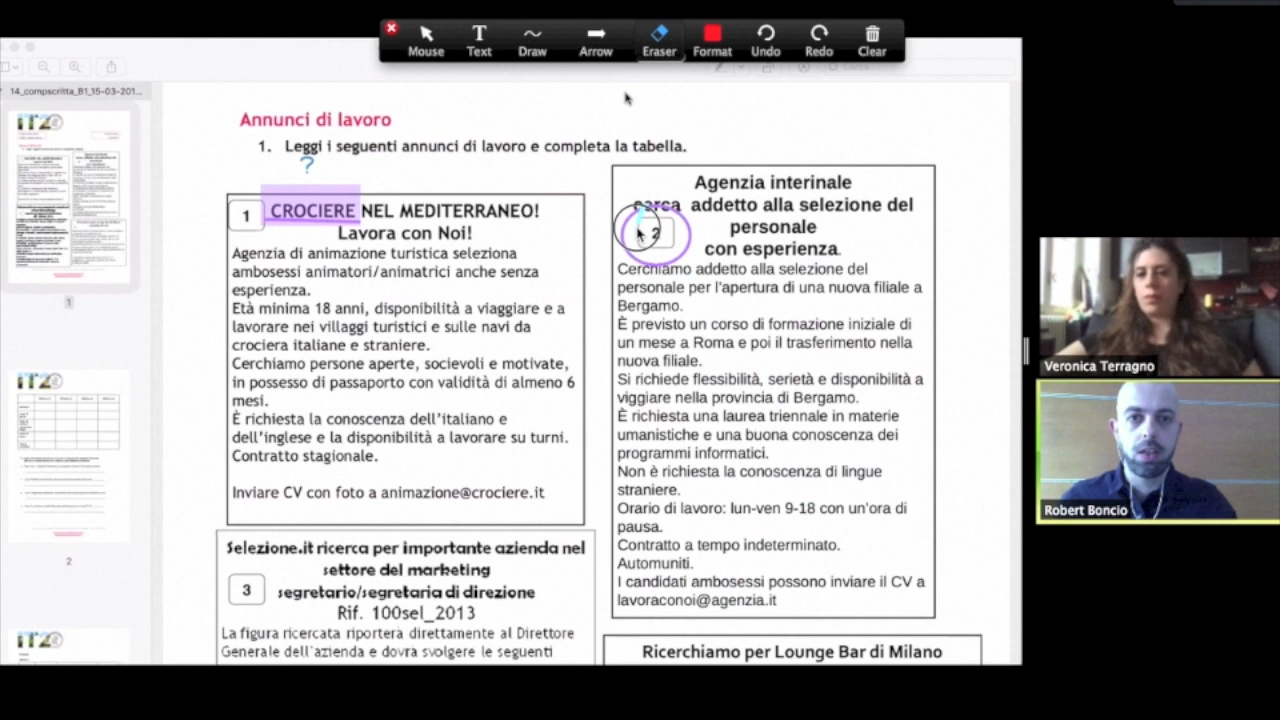 Mouse
Text
Draw
Arrow
Eraser
Format
Undo
Redo
Clear
14_compscritta_B1_15-03-201...
1
2
Annunci di lavoro
1. Leggi i seguenti annunci di lavoro e completa la tabella.
?
1
CROCIERE NEL MEDITERRANEO!
Lavora con Noi!
Agenzia di animazione turistica seleziona
ambosessi animatori/animatrici anche senza
esperienza.
Età minima 18 anni, disponibilità a viaggiare e a
lavorare nei villaggi turistici e sulle navi da
crociera italiane e straniere.
Cerchiamo persone aperte, socievoli e motivate,
in possesso di passaporto con validità di almeno 6
mesi.
È richiesta la conoscenza dell'italiano e
dell'inglese e la disponibilità a lavorare su turni.
Contratto stagionale.
Inviare CV con foto a animazione@crociere.it
Agenzia interinale
cerca addetto alla selezione del
2
personale
con esperienza.
Cerchiamo addetto alla selezione del
personale per l'apertura di una nuova filiale a
Bergamo.
È previsto un corso di formazione iniziale di
un mese a Roma e poi il trasferimento nella
nuova filiale.
Si richiede flessibilità, serietà e disponibilità a
viggiare nella provincia di Bergamo.
È richiesta una laurea triennale in materie
umanistiche e una buona conoscenza dei
programmi informatici.
Non è richiesta la conoscenza di lingue
straniere.
Orario di lavoro: lun-ven 9-18 con un'ora di
pausa.
Contratto a tempo indeterminato.
Automuniti.
I candidati ambosessi possono inviare il CV a
lavoraconoi@agenzia.it
Selezione.it ricerca per importante azienda nel
settore del marketing
3
segretario/segretaria di direzione
Rif. 100sel_2013
La figura ricercata riporterà direttamente al Direttore
Generale dell'azienda e dovrà svolgere le seguenti
Ricerchiamo per Lounge Bar di Milano
Veronica Terragno
Robert Boncio